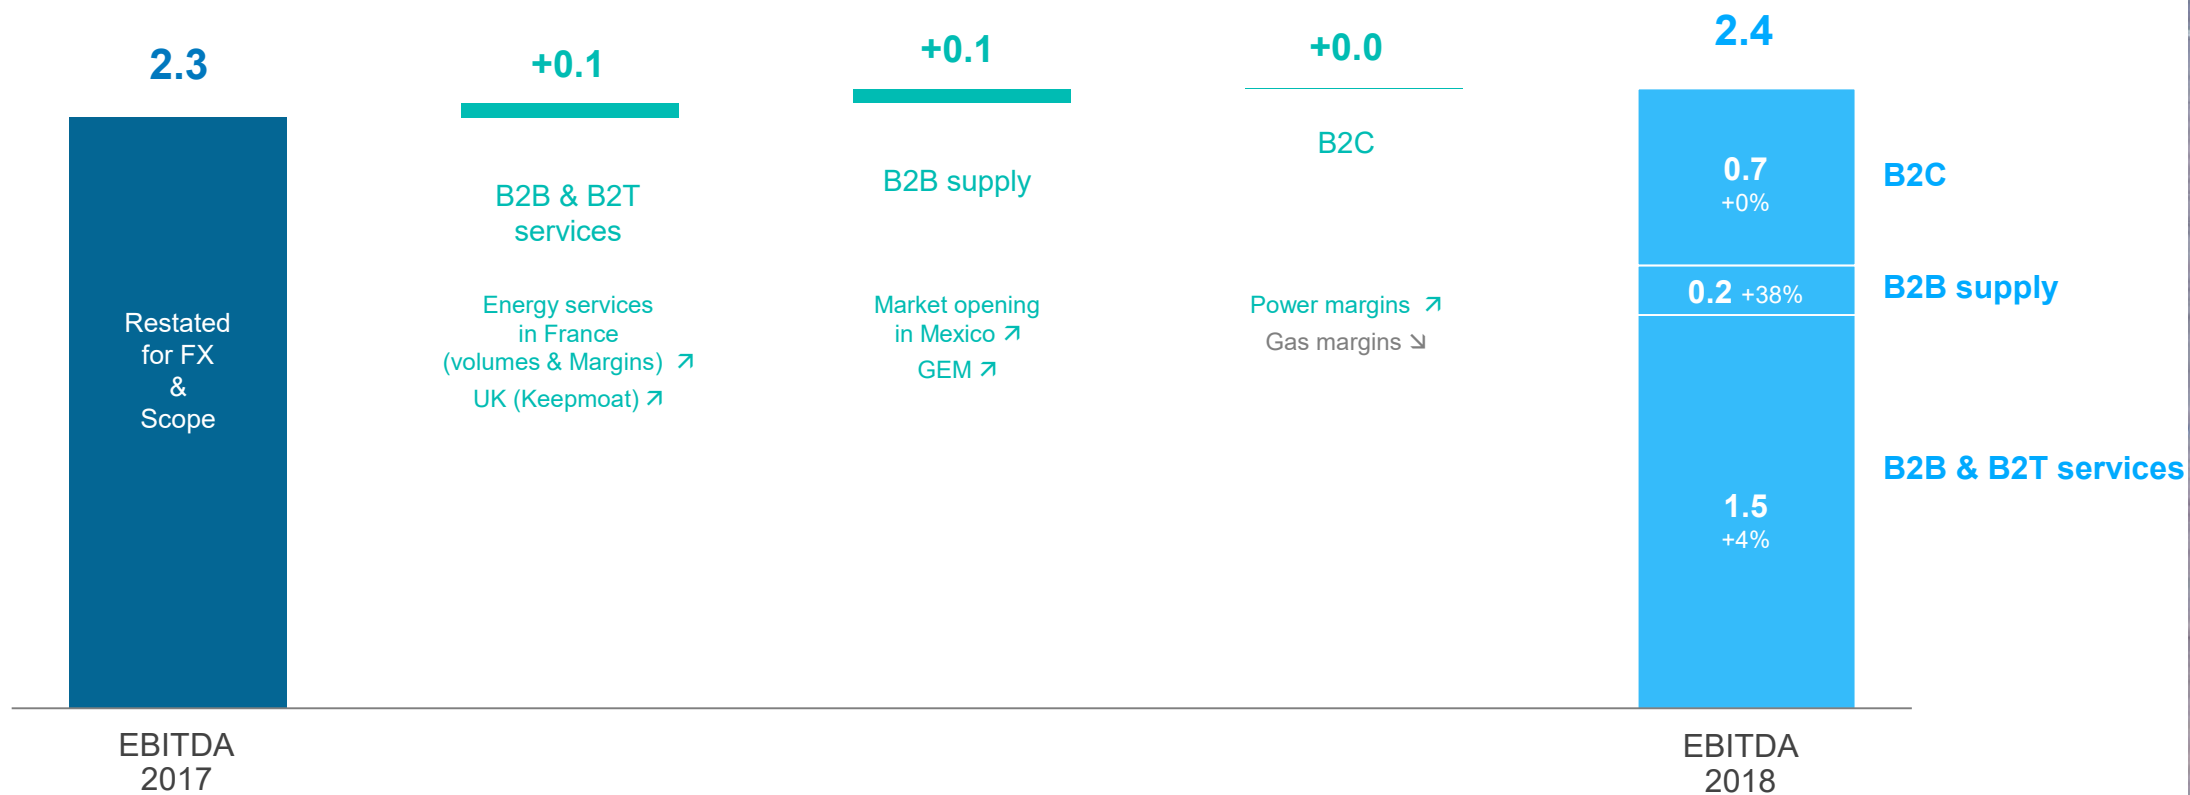 2.3
Restated
for FX
&
Scope
EBITDA
2017
+0.1
B2B & B2T
services
Energy services
in France
(volumes & Margins) ↗
UK (Keepmoat) ↗
+0.1
B2B supply
Market opening
in Mexico ↗
GEM ↗
+0.0
B2C
Power margins ↗
Gas margins ↘
2.4
0.7
+0%
B2C
0.2 +38%
B2B supply
1.5
+4%
B2B & B2T services
EBITDA
2018